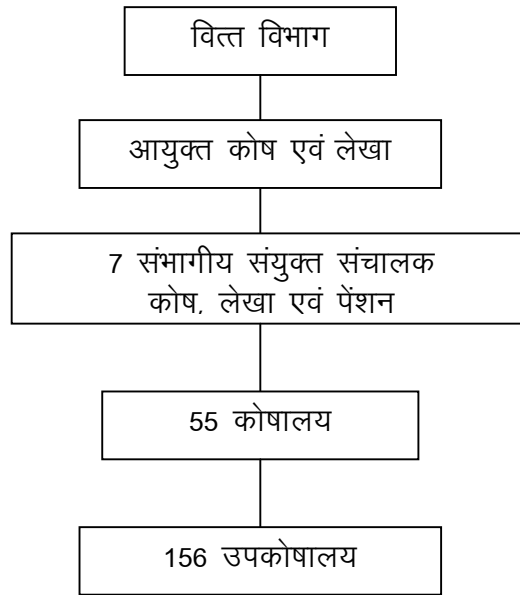 वित्त विभाग
आयुक्त कोष एवं लेखा
7 संभागीय संयुक्त संचालक
कोष, लेखा एवं पेंशन
55 कोषालय
156 उपकोषालय